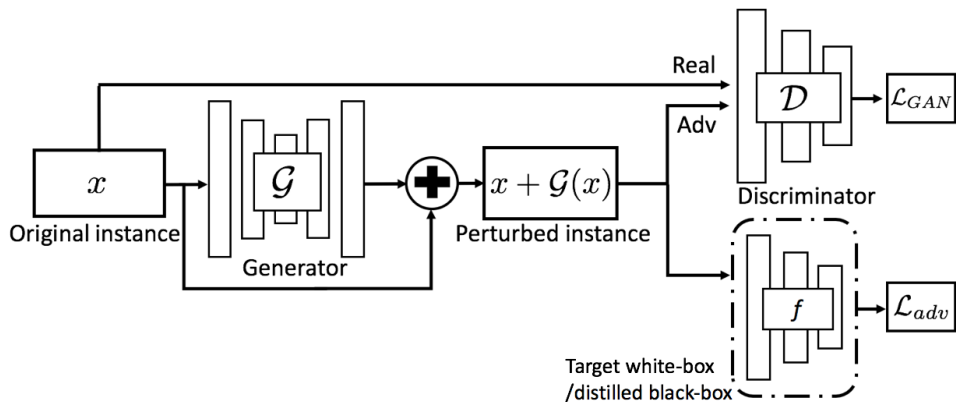 Real
Adv
𝒟
ℒ_GAN
Discriminator
x
Original instance
𝒢
Generator
x + 𝒢(x)
Perturbed instance
f
ℒ_adv
Target white-box
/distilled black-box